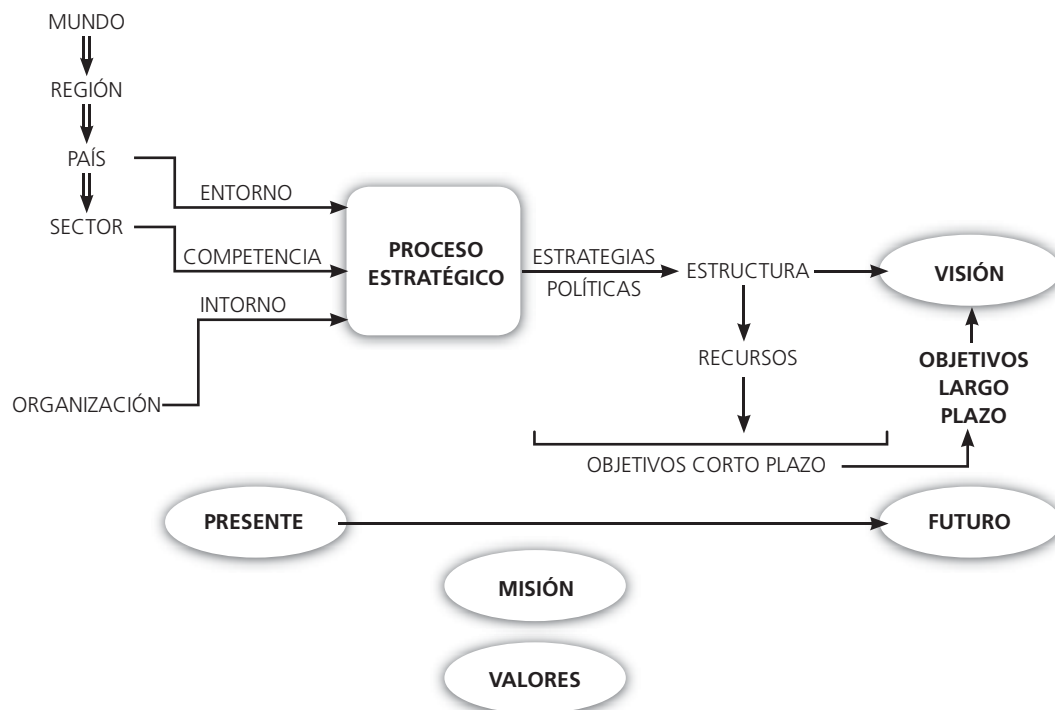 MUNDO
REGIÓN
PAÍS
ENTORNO
SECTOR
COMPETENCIA
INTORNO
ORGANIZACIÓN
PROCESO
ESTRATÉGICO
ESTRATEGIAS
POLÍTICAS
ESTRUCTURA
VISIÓN
RECURSOS
OBJETIVOS
LARGO
PLAZO
OBJETIVOS CORTO PLAZO
PRESENTE
FUTURO
MISIÓN
VALORES